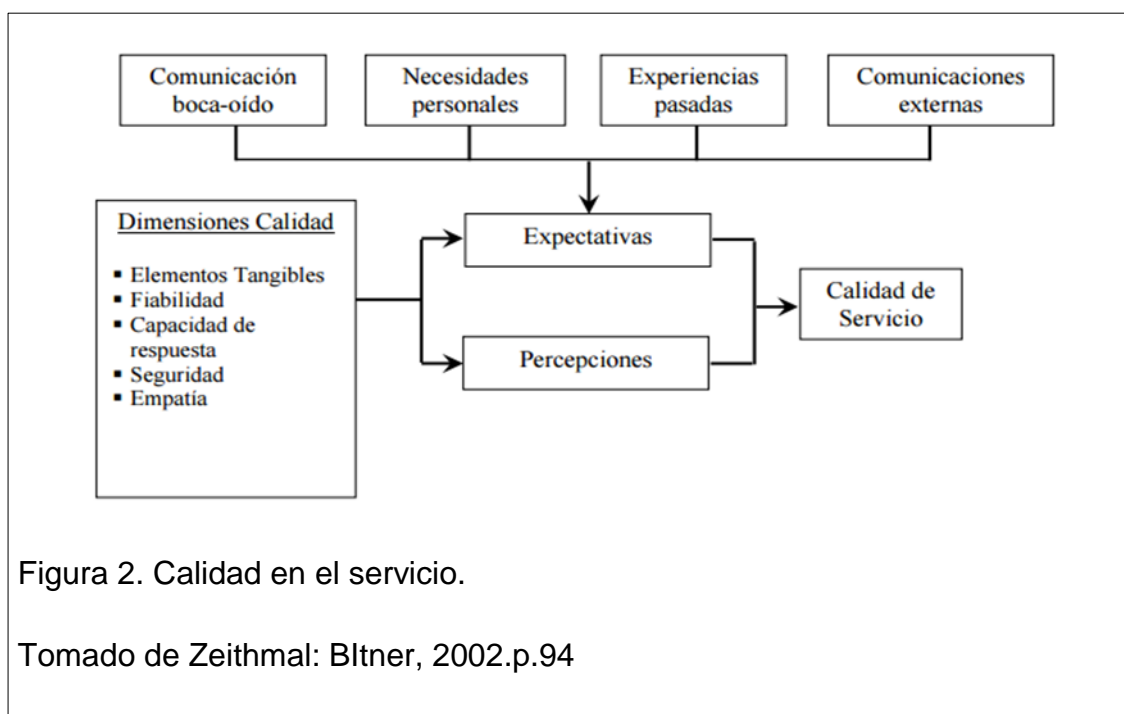 Comunicación
boca-oído
Necesidades
personales
Experiencias
pasadas
Comunicaciones
externas
Dimensiones Calidad
▪ Elementos Tangibles
▪ Fiabilidad
▪ Capacidad de
respuesta
▪ Seguridad
▪ Empatía
Expectativas
Percepciones
Calidad de
Servicio
Figura 2. Calidad en el servicio.
Tomado de Zeithmal: BItner, 2002.p.94